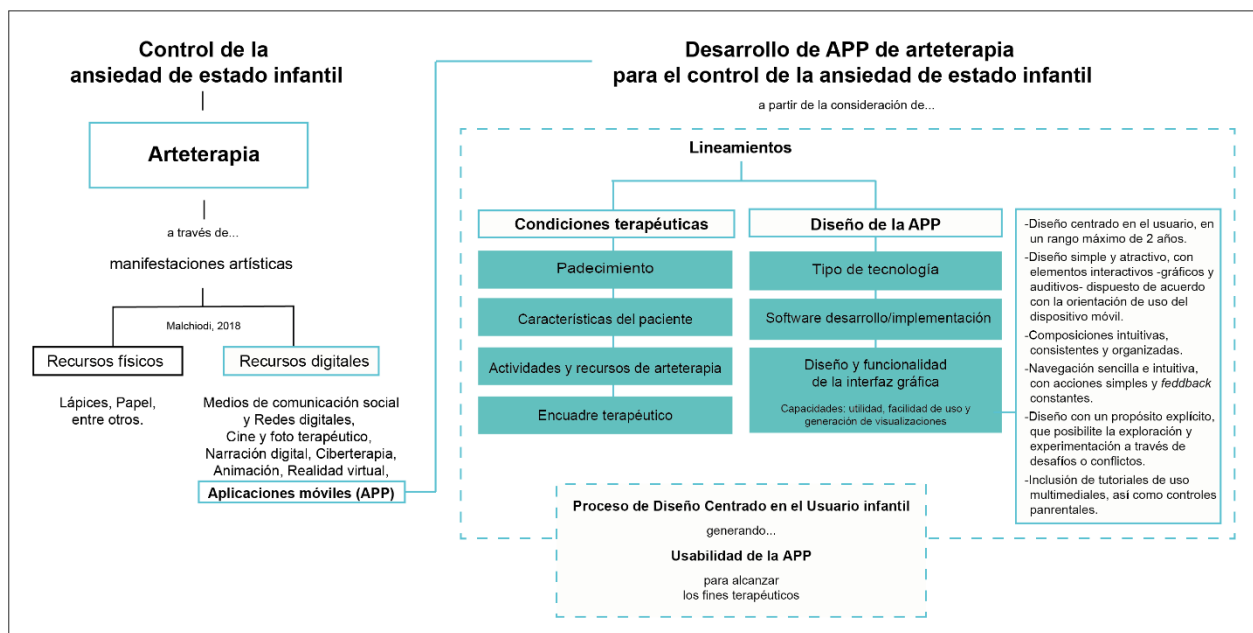 Control de la
ansiedad de estado infantil
Arteterapia
a través de...
manifestaciones artísticas
Malchiodi, 2018
Recursos físicos
Lápices, Papel,
entre otros.
Recursos digitales
Medios de comunicación social
y Redes digitales,
Cine y foto terapéutico,
Narración digital, Ciberterapia,
Animación, Realidad virtual,
Aplicaciones móviles (APP)
Desarrollo de APP de arteterapia
para el control de la ansiedad de estado infantil
a partir de la consideración de...
Lineamientos
Condiciones terapéuticas
Padecimiento
Características del paciente
Actividades y recursos de arteterapia
Encuadre terapéutico
Diseño de la APP
Tipo de tecnología
Software desarrollo/implementación
Diseño y funcionalidad
de la interfaz gráfica
Capacidades: utilidad, facilidad de uso y
generación de visualizaciones
-Diseño centrado en el usuario, en
un rango máximo de 2 años.
-Diseño simple y atractivo, con
elementos interactivos -gráficos y
auditivos- dispuesto de acuerdo
con la orientación de uso del
dispositivo móvil.
-Composiciones intuitivas,
consistentes y organizadas.
-Navegación sencilla e intuitiva,
con acciones simples y feddback
constantes.
-Diseño con un propósito explícito,
que posibilite la exploración y
experimentación a través de
desafíos o conflictos.
-Inclusión de tutoriales de uso
multimediales, así como controles
panrentales.
Proceso de Diseño Centrado en el Usuario infantil
generando...
Usabilidad de la APP
para alcanzar
los fines terapéuticos